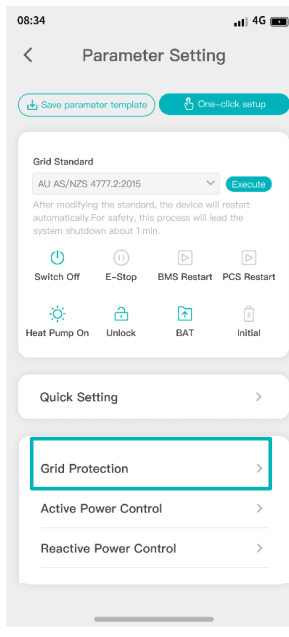 08:34
4G
Parameter Setting
Save parameter template
One-click setup
Grid Standard
AU AS/NZS 4777.2:2015
Execute
After modifying the standard, the device will restart
automatically.For safety, this process will lead the
system shutdown about 1 min.
Switch Off E-Stop BMS Restart PCS Restart
Heat Pump On Unlock BAT Initial
Quick Setting
Grid Protection
Active Power Control
Reactive Power Control